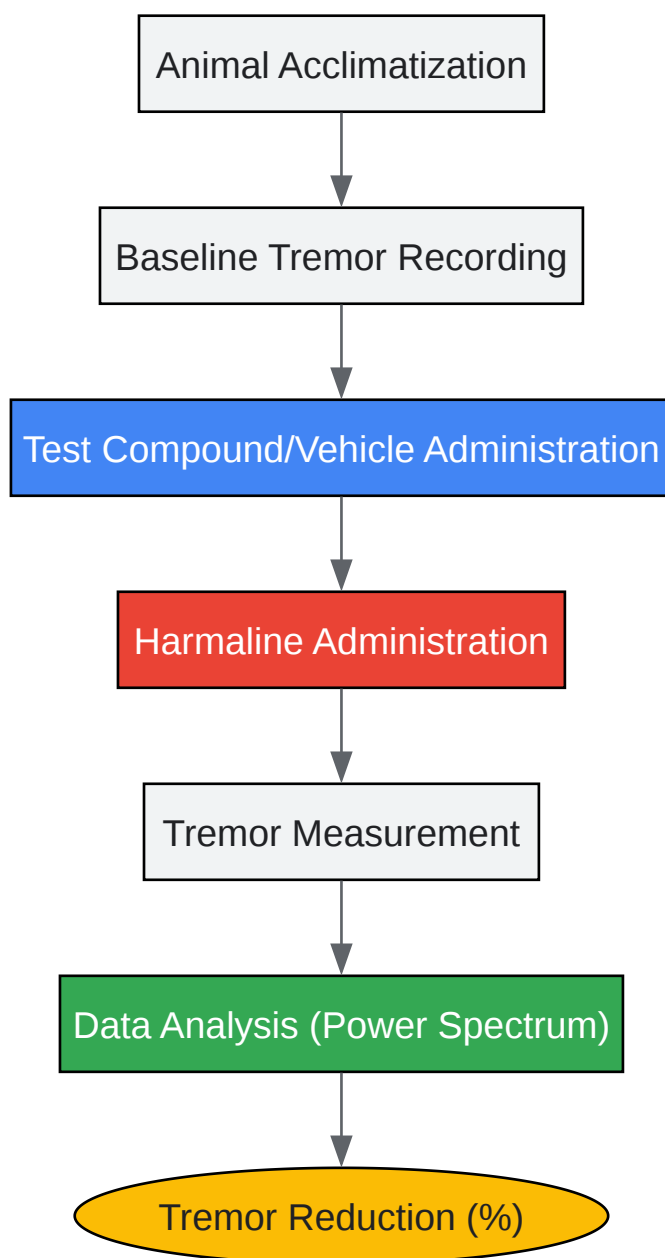 Animal Acclimatization
Baseline Tremor Recording
Test Compound/Vehicle Administration
Harmaline Administration
Tremor Measurement
Data Analysis (Power Spectrum)
Tremor Reduction (%)